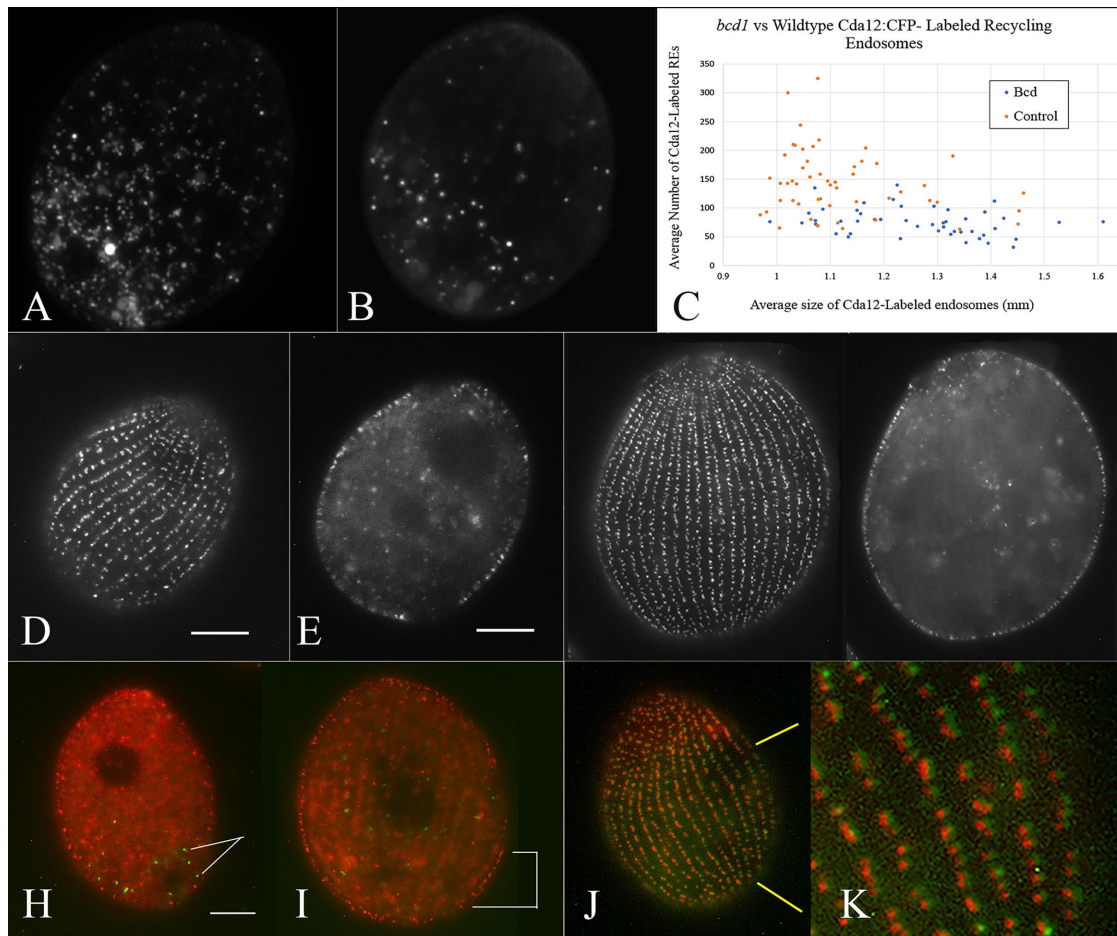 A
B
C
bcd1 vs Wildtype Cda12:CFP- Labeled Recycling
Endosomes
Average Number of Cda12-Labeled REs
350
300
250
200
150
100
50
0
0.9
1
1.1
1.2
1.3
1.4
1.5
1.6
Bcd
Control
Average size of Cda12-Labeled endosomes (mm)
D
E
H
I
J
K